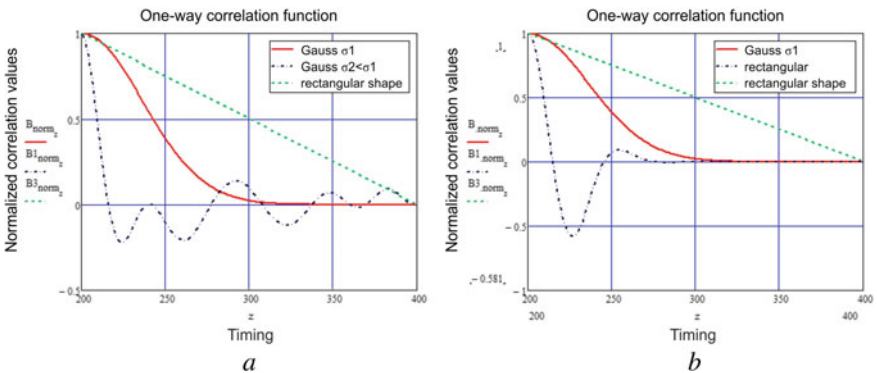 One-way correlation function
Normalized correlation values
1
0.5
0
– 0.5
B_norm_z
B1_norm_z
B3_norm_z
Gauss σ1
Gauss σ2<σ1
rectangular shape
200
250
300
350
400
z
Timing
a
One-way correlation function
Normalized correlation values
.1.
1
0.5
0
– 0.5
– 1
B_norm_z
B1_norm_z
B3_norm_z
.– 0.581.
Gauss σ1
rectangular
rectangular shape
200
250
300
350
400
200
z
400
Timing
b